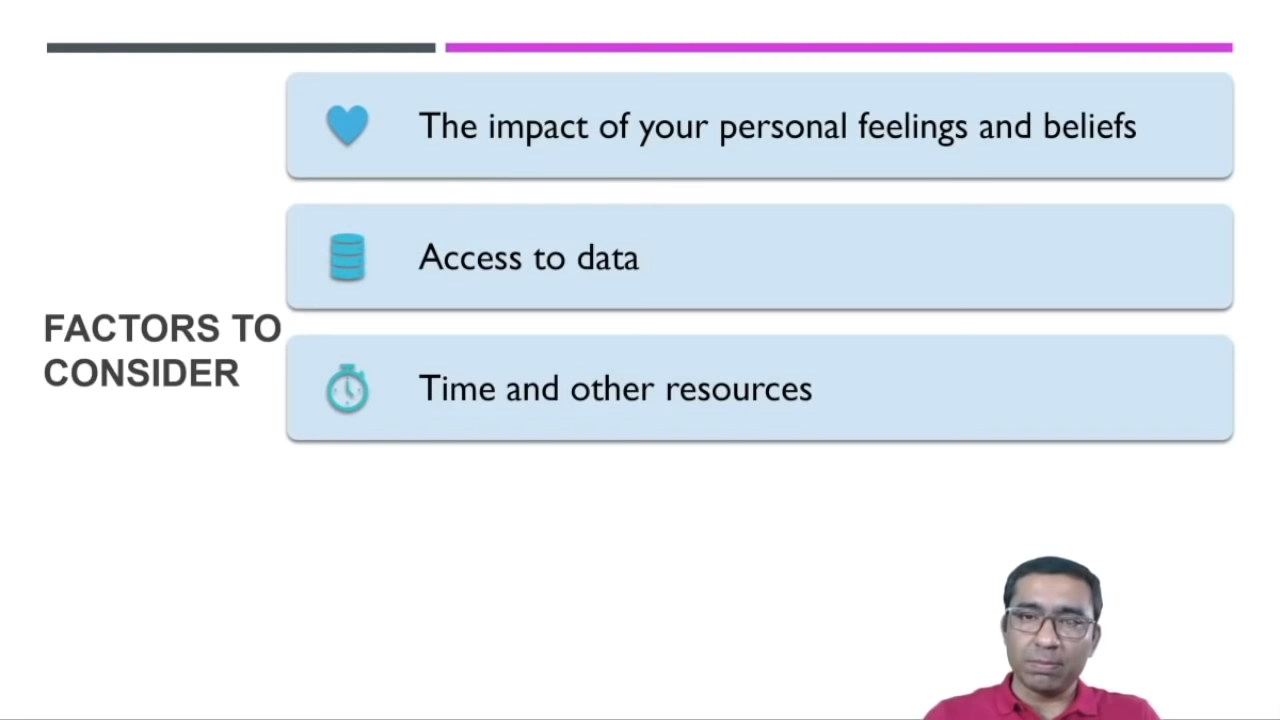 The impact of your personal feelings and beliefs
Access to data
FACTORS TO
CONSIDER
Time and other resources